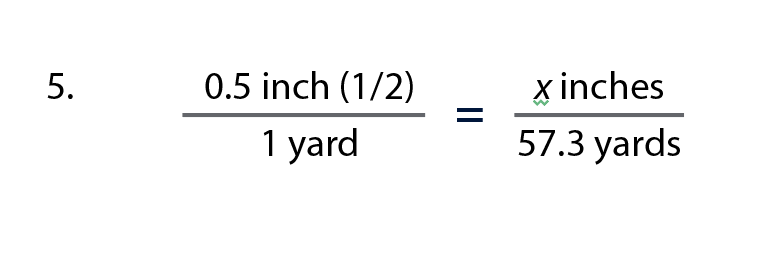 5.
0.5 inch (1/2) = x inches
1 yard 57.3 yards